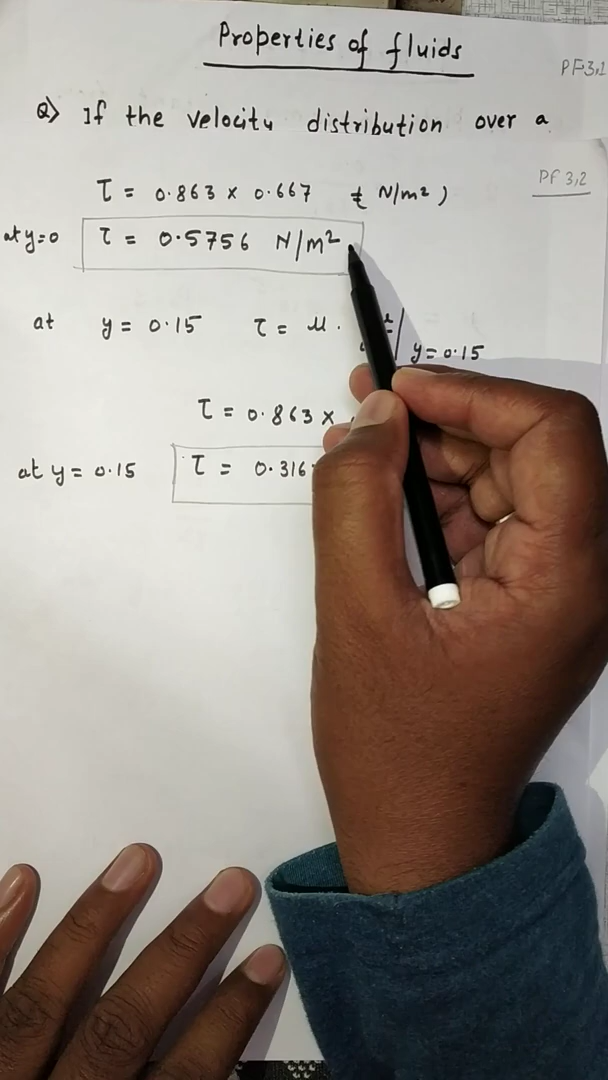 Properties of fluids
PF3,1
Q) If the velocity distribution over a
PF 3,2
τ = 0.863 x 0.667 N/m² )
at y=0 τ = 0.5756 N/m²
at y = 0.15 τ = μ. | y = 0.15
τ = 0.863 x
at y = 0.15 τ = 0.316